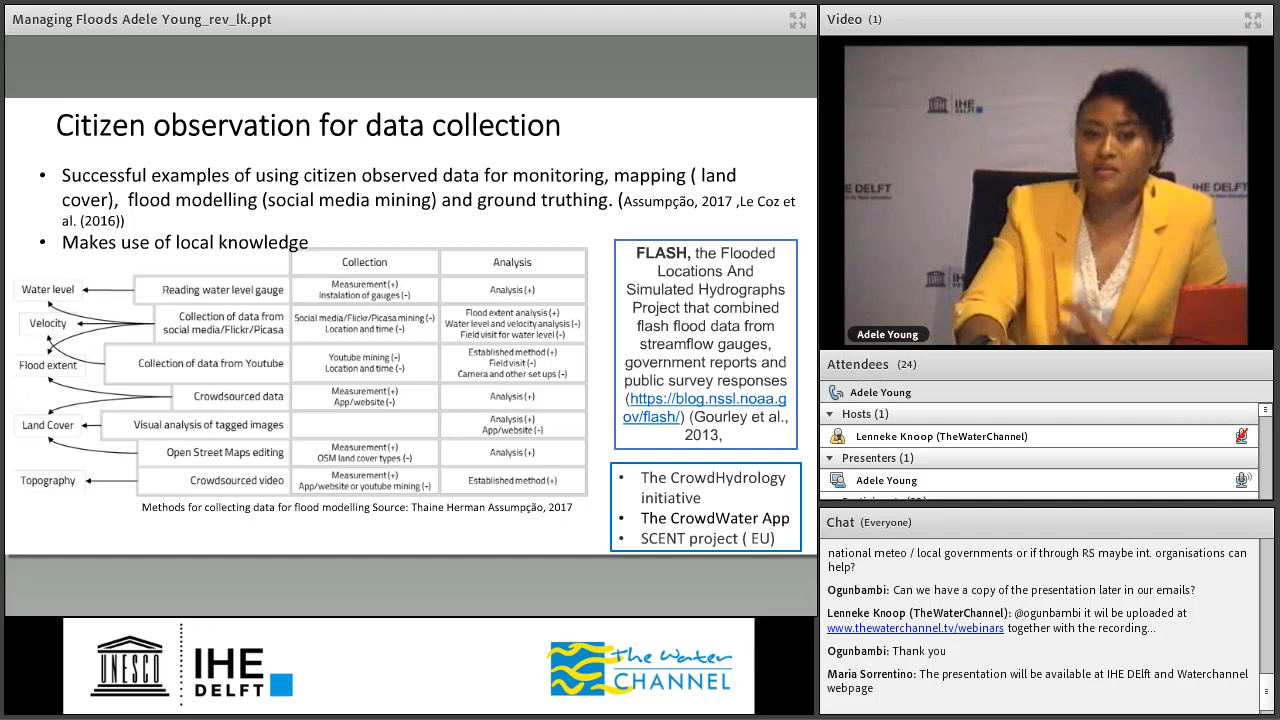 Managing Floods Adele Young_rev_lk.ppt
Citizen observation for data collection
• Successful examples of using citizen observed data for monitoring, mapping ( land
cover), flood modelling (social media mining) and ground truthing. (Assumpção, 2017 ,Le Coz et
al. (2016))
• Makes use of local knowledge
Collection Analysis
Water level Reading water level gauge Measurement(+) Analysis(+)
Instalation of gauges(-)
Velocity Collection of data from Social media/Flickr/Picasa mining(-) Flood extent analysis(+)
social media/Flickr/Picasa Location and time(-) Water level and velocity analysis(-)
Field visit for water level(-)
Flood extent Collection of data from Youtube Youtube mining(-) Established method(+)
Location and time(-) Field visit(-)
Camera and other set ups(-)
Crowdsourced data Measurement(+) Analysis(+)
App/website(-)
Land Cover Visual analysis of tagged images Analysis(+)
App/website(-)
Open Street Maps editing Measurement(+) Analysis(+)
OSM land cover types(-)
Topography Crowdsourced video Measurement(+) Established method(+)
App/website or youtube mining(-)
Methods for collecting data for flood modelling Source: Thaine Herman Assumpção, 2017
FLASH, the Flooded
Locations And
Simulated Hydrographs
Project that combined
flash flood data from
streamflow gauges,
government reports and
public survey responses
(https://blog.nssl.noaa.g
ov/flash/) (Gourley et al.,
2013,
• The CrowdHydrology
initiative
• The CrowdWater App
• SCENT project ( EU)
UNESCO
IHE
DELFT
The Water
CHANNEL
Video (1)
IHE
DELFT
IHE DELFT
IHE DELFT
IHE
DELFT
Adele Young
Attendees (24)
Adele Young
Hosts (1)
Lenneke Knoop (TheWaterChannel)
Presenters (1)
Adele Young
Chat (Everyone)
national meteo / local governments or if through RS maybe int. organisations can
help?
Ogunbambi: Can we have a copy of the presentation later in our emails?
Lenneke Knoop (TheWaterChannel): @ogunbambi it wil be uploaded at
www.thewaterchannel.tv/webinars together with the recording...
Ogunbambi: Thank you
Maria Sorrentino: The presentation will be available at IHE DElft and Waterchannel
webpage